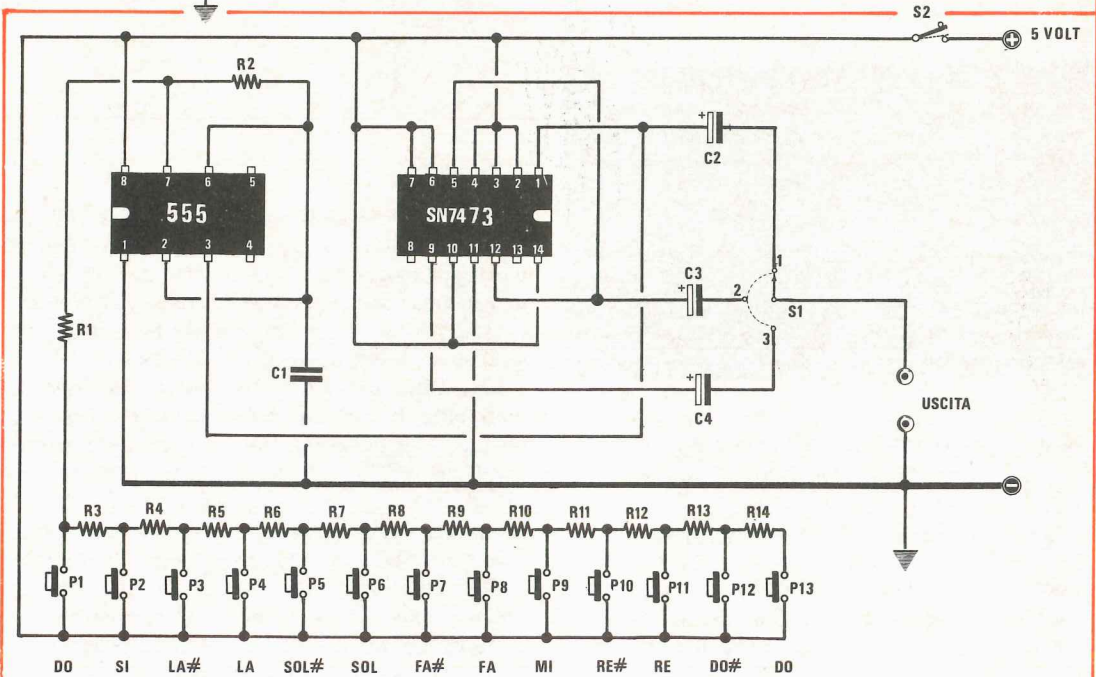 S2
5 VOLT
R2
C2
8 7 6 5
555
1 2 3 4
7 6 5 4 3 2 1
SN7473
8 9 10 11 12 13 14
R1
C1
C3
1
2
S1
3
C4
USCITA
R3 R4 R5 R6 R7 R8 R9 R10 R11 R12 R13 R14
P1 P2 P3 P4 P5 P6 P7 P8 P9 P10 P11 P12 P13
DO SI LA# LA SOL# SOL FA# FA MI RE# RE DO# DO